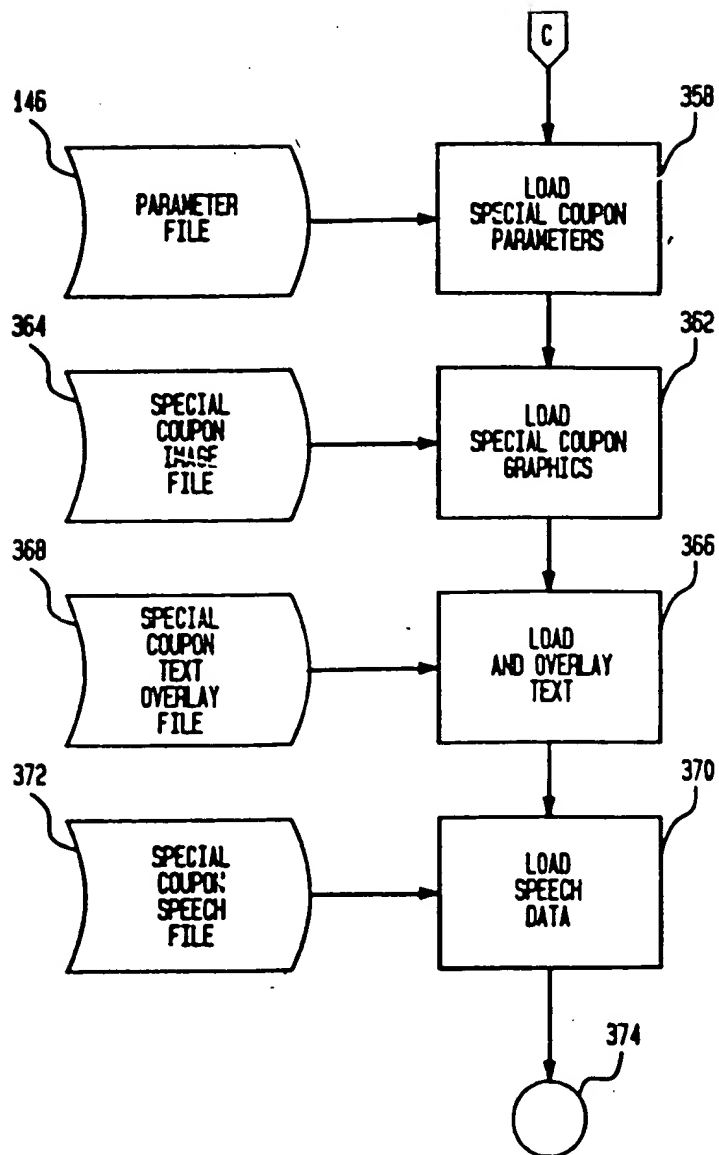 C
146
358
PARAMETER
FILE
LOAD
SPECIAL COUPON
PARAMETERS
364
362
SPECIAL
COUPON
IMAGE
FILE
LOAD
SPECIAL COUPON
GRAPHICS
368
366
SPECIAL
COUPON
TEXT
OVERLAY
FILE
LOAD
AND OVERLAY
TEXT
372
370
SPECIAL
COUPON
SPEECH
FILE
LOAD
SPEECH
DATA
374